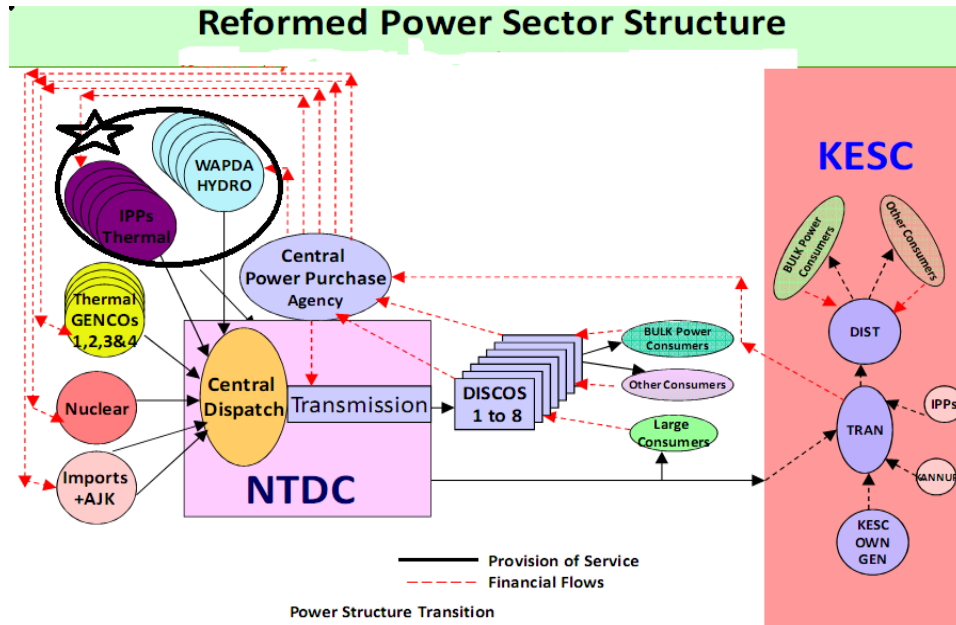 Reformed Power Sector Structure
KESC
WAPDA
HYDRO
IPPs
Thermal
Central
Power Purchase
Agency
Thermal
GENCOs
1,2,3&4
Nuclear
Imports
+AJK
Central
Dispatch
Transmission
NTDC
DISCOS
1 to 8
BULK Power
Consumers
Other Consumers
Large
Consumers
BULK Power
Consumers
Other Consumers
DIST
TRAN
IPPs
KESC
OWN
GEN
Provision of Service
Financial Flows
Power Structure Transition